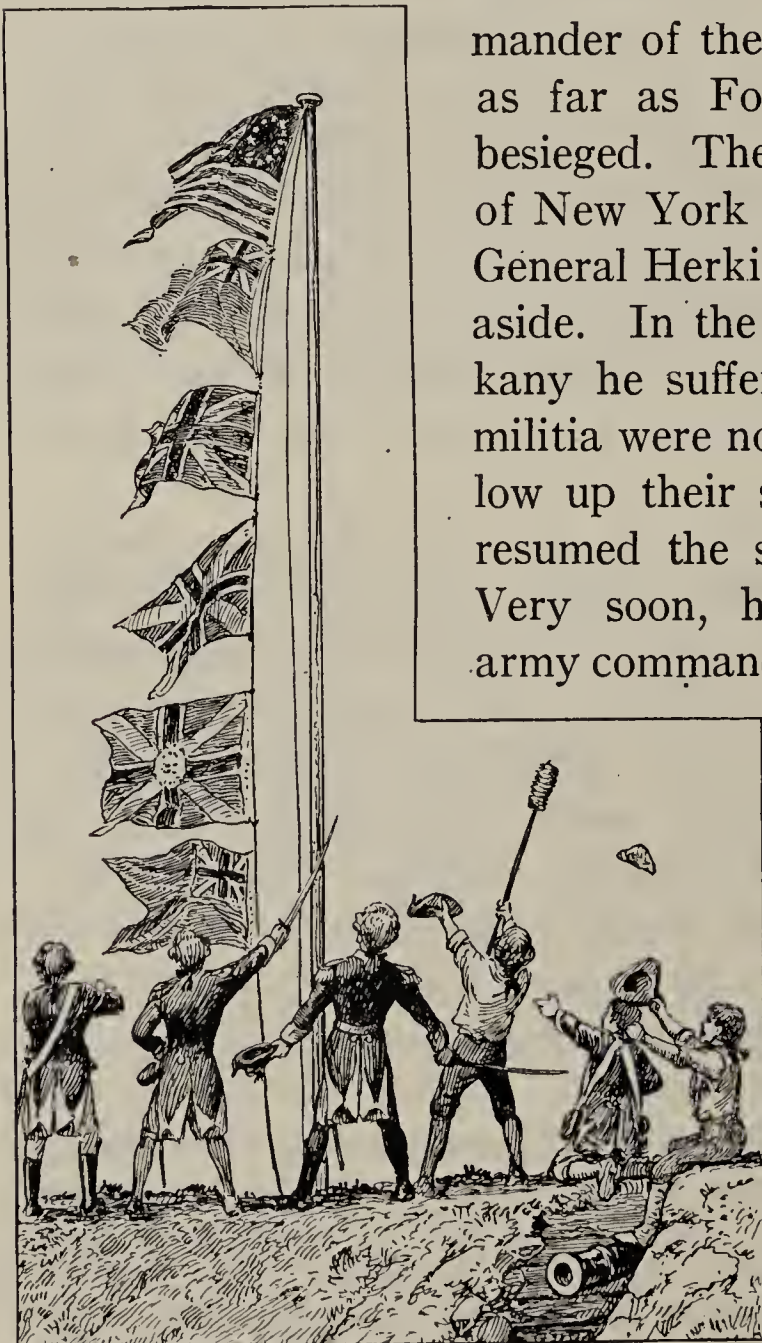 mander of the
as far as Fo
besieged. The
of New York
General Herki
aside. In the
kany he suffer
militia were no
low up their s
resumed the s
Very soon, h
army comman